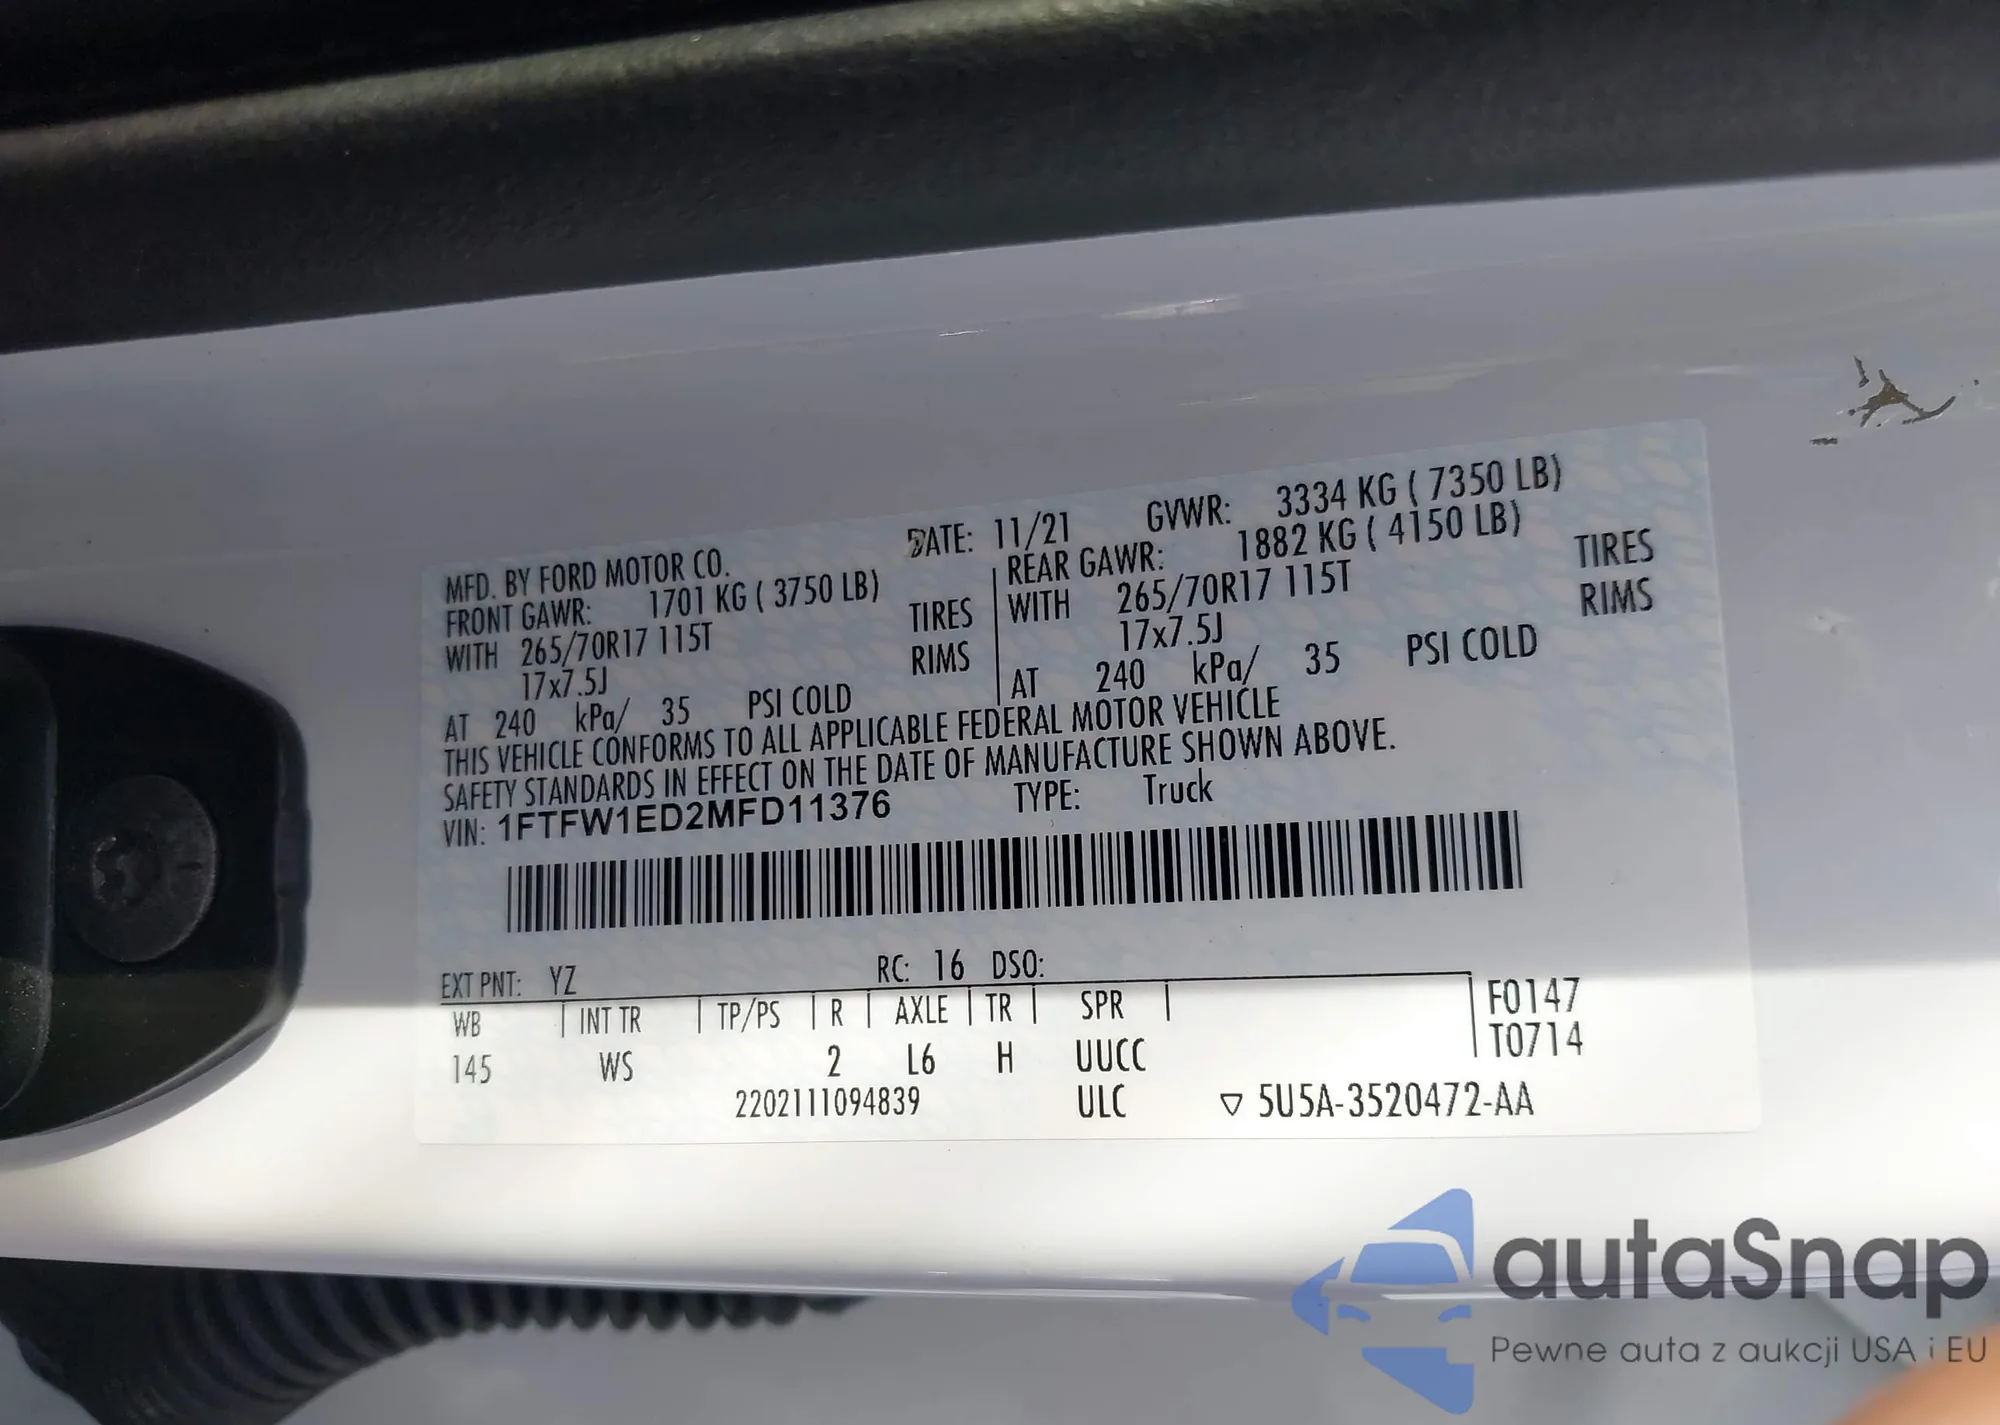 MFD. BY FORD MOTOR CO. DATE: 11/21 GVWR: 3334 KG ( 7350 LB)
FRONT GAWR: 1701 KG ( 3750 LB) REAR GAWR: 1882 KG ( 4150 LB)
WITH 265/70R17 115T TIRES WITH 265/70R17 115T TIRES
17x7.5J RIMS 17x7.5J RIMS
AT 240 kPa/ 35 PSI COLD AT 240 kPa/ 35 PSI COLD
THIS VEHICLE CONFORMS TO ALL APPLICABLE FEDERAL MOTOR VEHICLE
SAFETY STANDARDS IN EFFECT ON THE DATE OF MANUFACTURE SHOWN ABOVE.
VIN: 1FTFW1ED2MFD11376 TYPE: Truck
EXT PNT: YZ RC: 16 DSO:
WB INT TR TP/PS R AXLE TR SPR F0147
T0714
145 WS 2 L6 H UUCC
2202111094839 ULC ▽ 5U5A-3520472-AA
autaSnap
Pewne auta z aukcji USA i EU